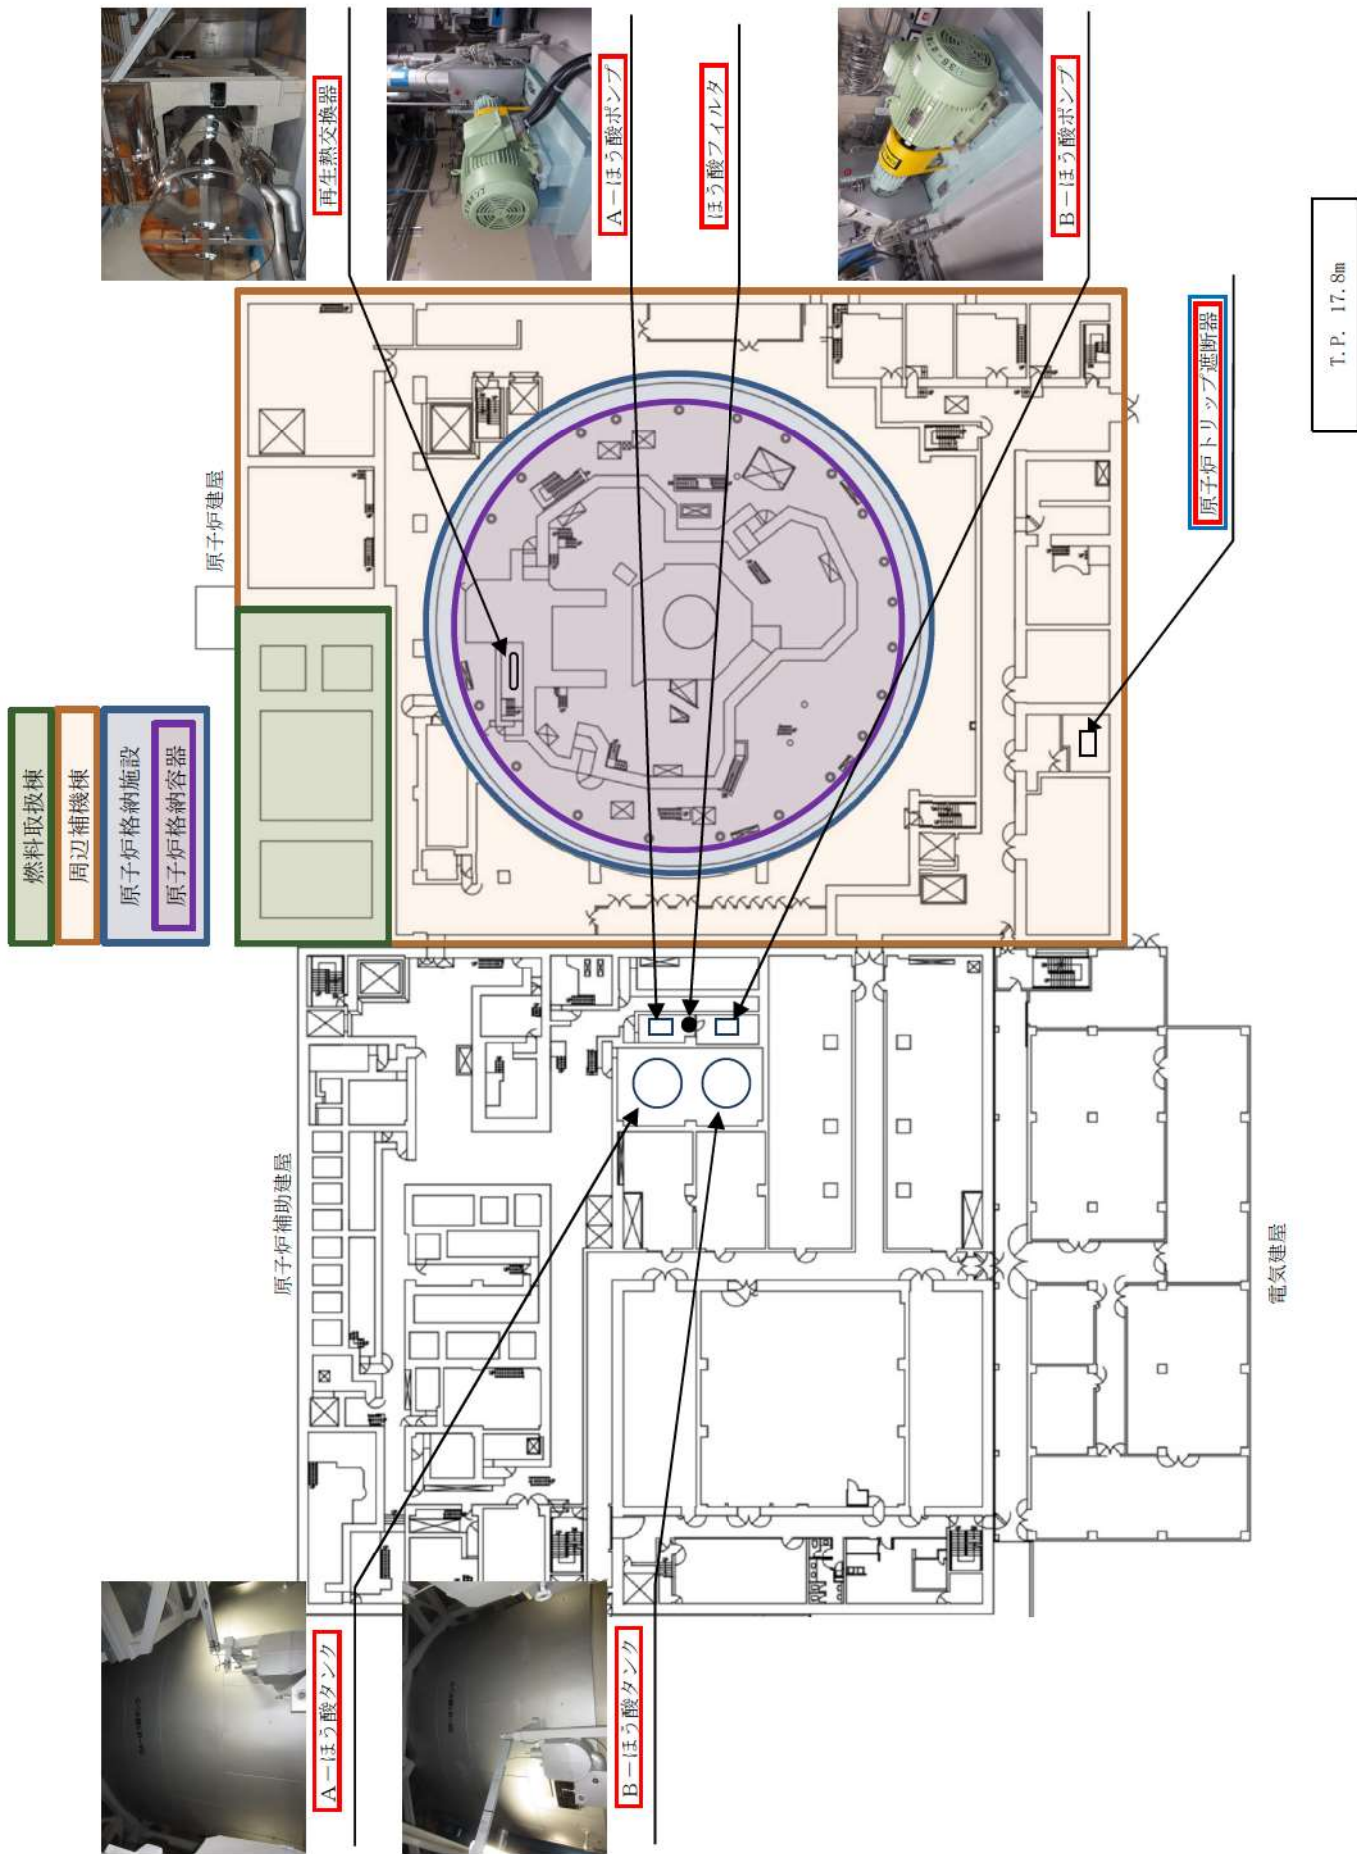 燃料取扱棟
周辺補機棟
原子炉格納施設
原子炉格納容器
原子炉建屋
原子炉補助建屋
電気建屋
再生熱交換器
A-ほう酸ポンプ
ほう酸フィルタ
B-ほう酸ポンプ
原子炉トリップ遮断器
A-ほう酸タンク
B-ほう酸タンク
T.P. 17.8m